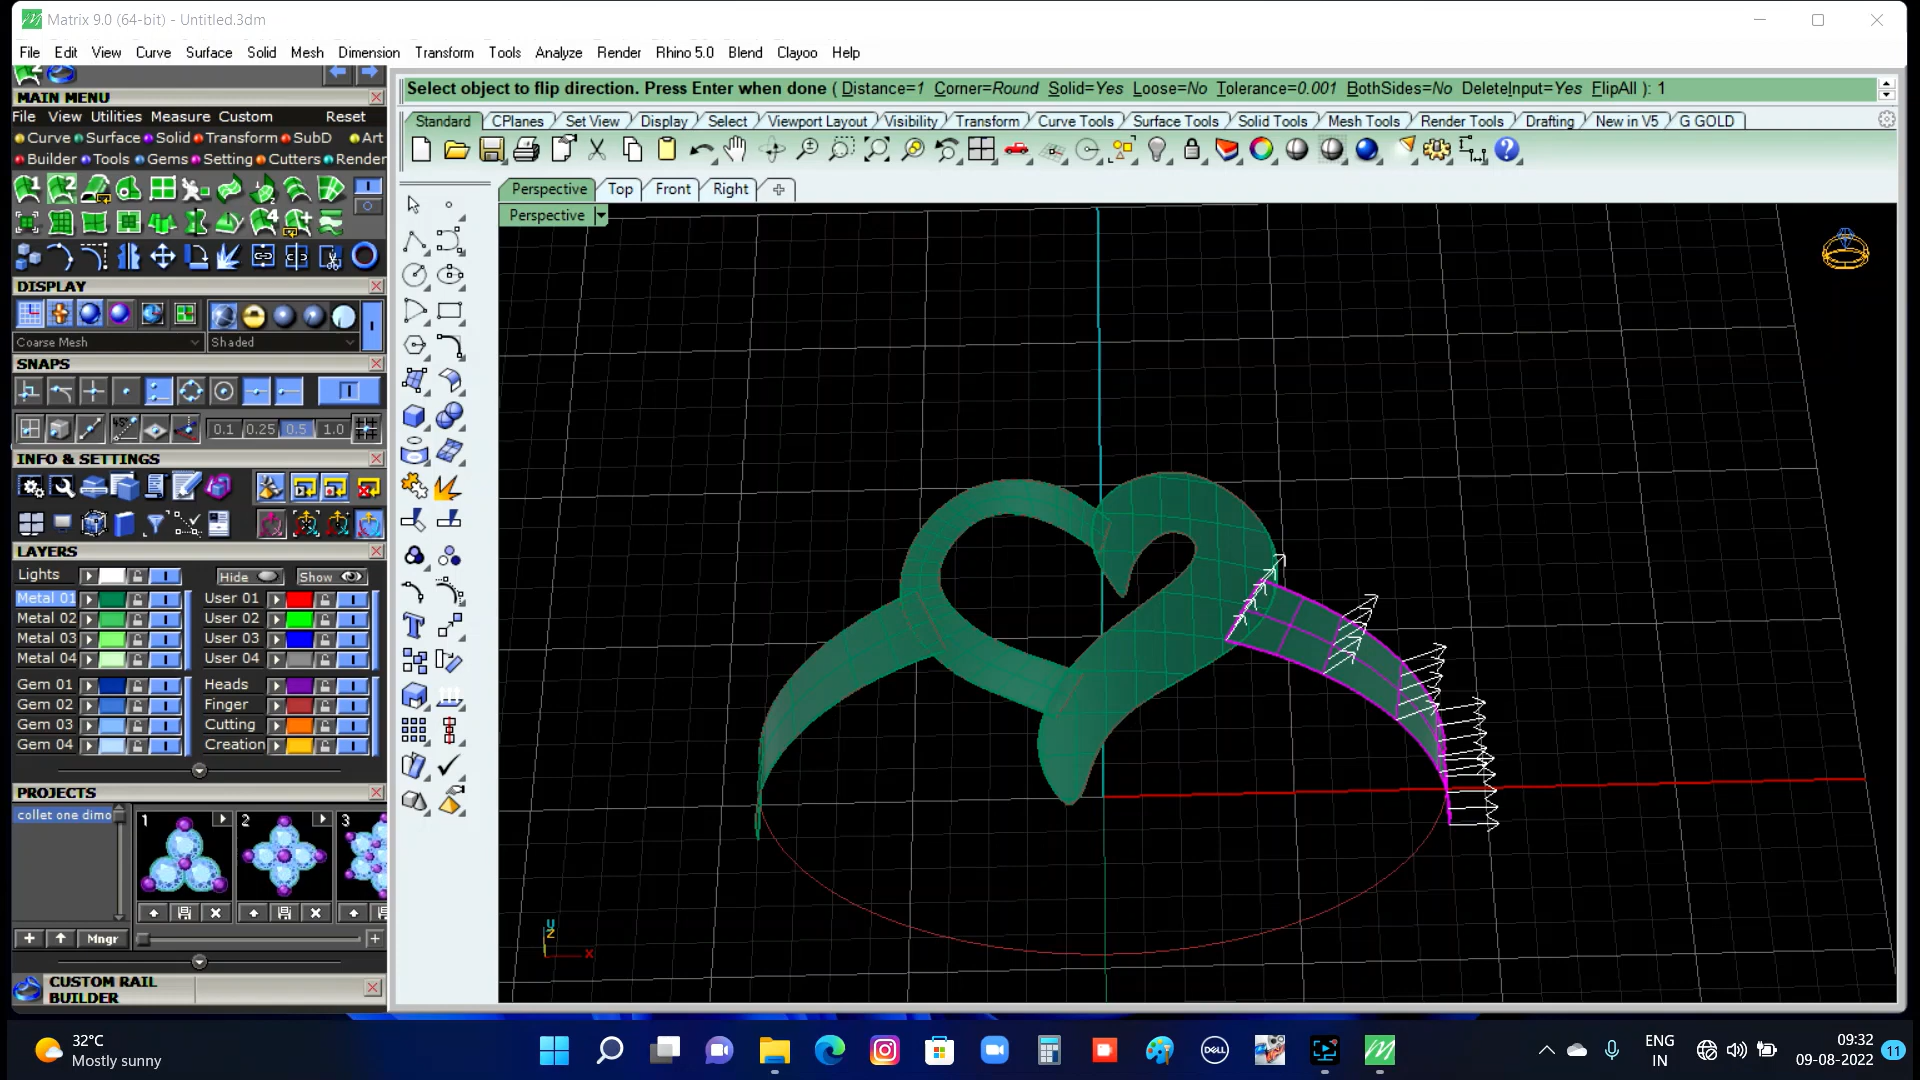 Matrix 9.0 (64-bit) - Untitled.3dm
File Edit View Curve Surface Solid Mesh Dimension Transform Tools Analyze Render Rhino 5.0 Blend Clayoo Help
Select object to flip direction. Press Enter when done ( Distance=1 Corner=Round Solid=Yes Loose=No Tolerance=0.001 BothSides=No DeleteInput=Yes FlipAll ): 1
MAIN MENU
File View Utilities Measure Custom Reset
Curve Surface Solid Transform SubD Art
Builder Tools Gems Setting Cutters Render
Standard CPlanes Set View Display Select Viewport Layout Visibility Transform Curve Tools Surface Tools Solid Tools Mesh Tools Render Tools Drafting New in V5 G GOLD
Perspective Top Front Right
Perspective
DISPLAY
Coarse Mesh Shaded
SNAPS
0.1 0.25 0.5 1.0
INFO & SETTINGS
LAYERS
Lights Hide Show
Metal 01 User 01
Metal 02 User 02
Metal 03 User 03
Metal 04 User 04
Gem 01 Heads
Gem 02 Finger
Gem 03 Cutting
Gem 04 Creation
PROJECTS
collet one dimo
1 2 3
Mngr
CUSTOM RAIL
BUILDER
z
x
32°C
Mostly sunny
DELL
ENG
IN
09:32
09-08-2022
11